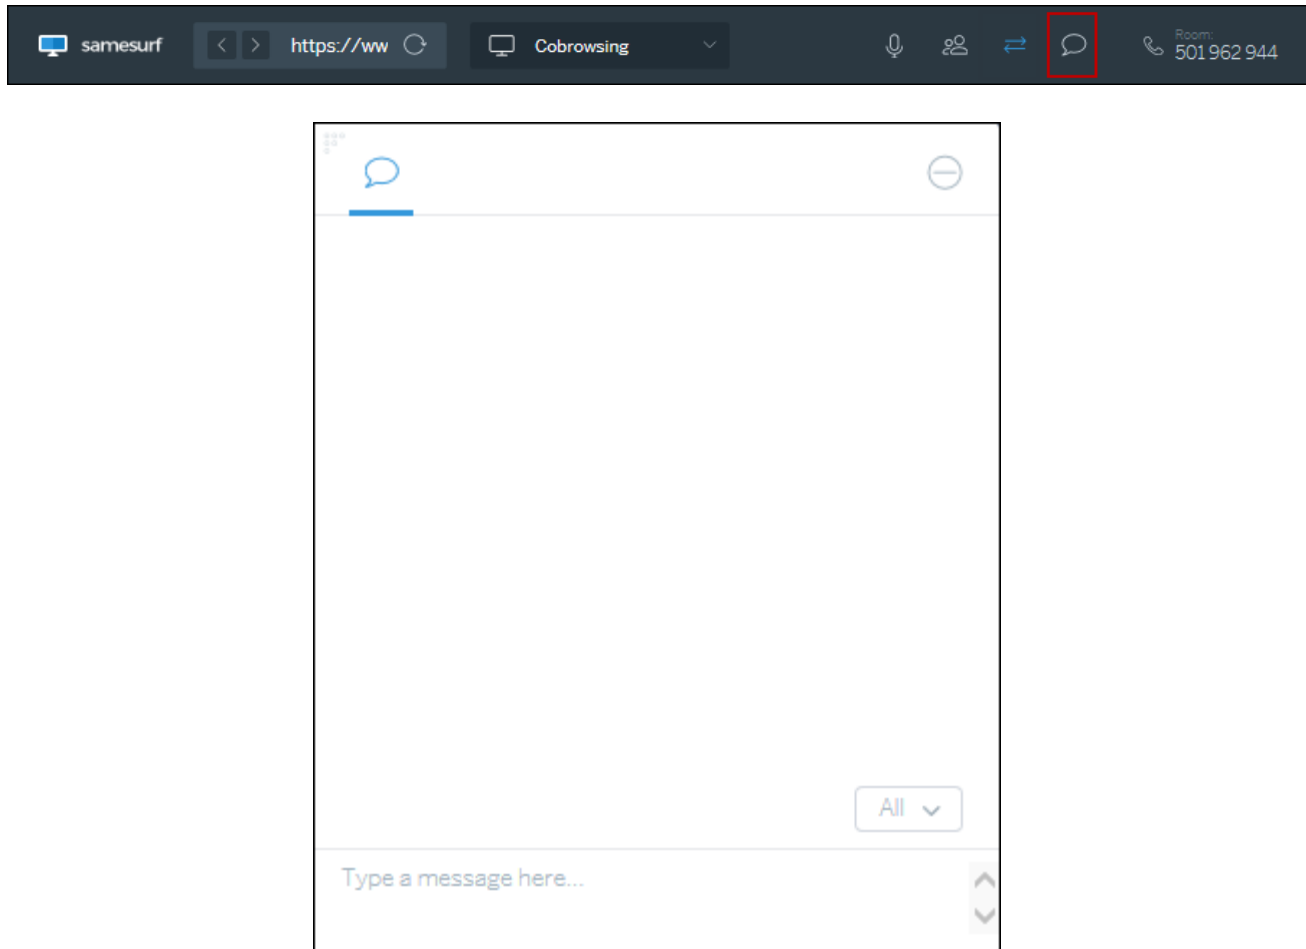 samesurf
https://ww
Cobrowsing
Room:
501 962 944
All
Type a message here...